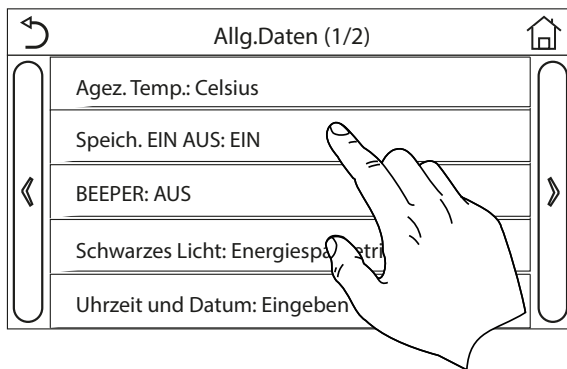 Allg.Daten (1/2)
Agez. Temp.: Celsius
Speich. EIN AUS: EIN
BEEPER: AUS
Schwarzes Licht:
Uhrzeit und Datum: Eingeben